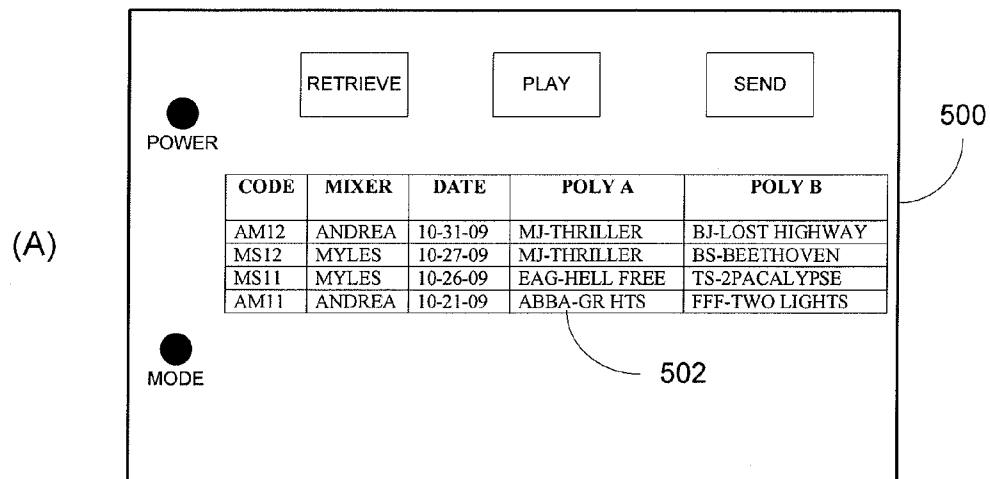 RETRIEVE PLAY SEND
500
POWER
CODE MIXER DATE POLY A POLY B
AM12 ANDREA 10-31-09 MJ-THRILLER BJ-LOST HIGHWAY
(A)
MS12 MYLES 10-27-09 MJ-THRILLER BS-BEETHOVEN
MS11 MYLES 10-26-09 EAG-HELL FREE TS-2PACALYPSE
AM11 ANDREA 10-21-09 ABBA-GR HTS FFF-TWO LIGHTS
502
MODE